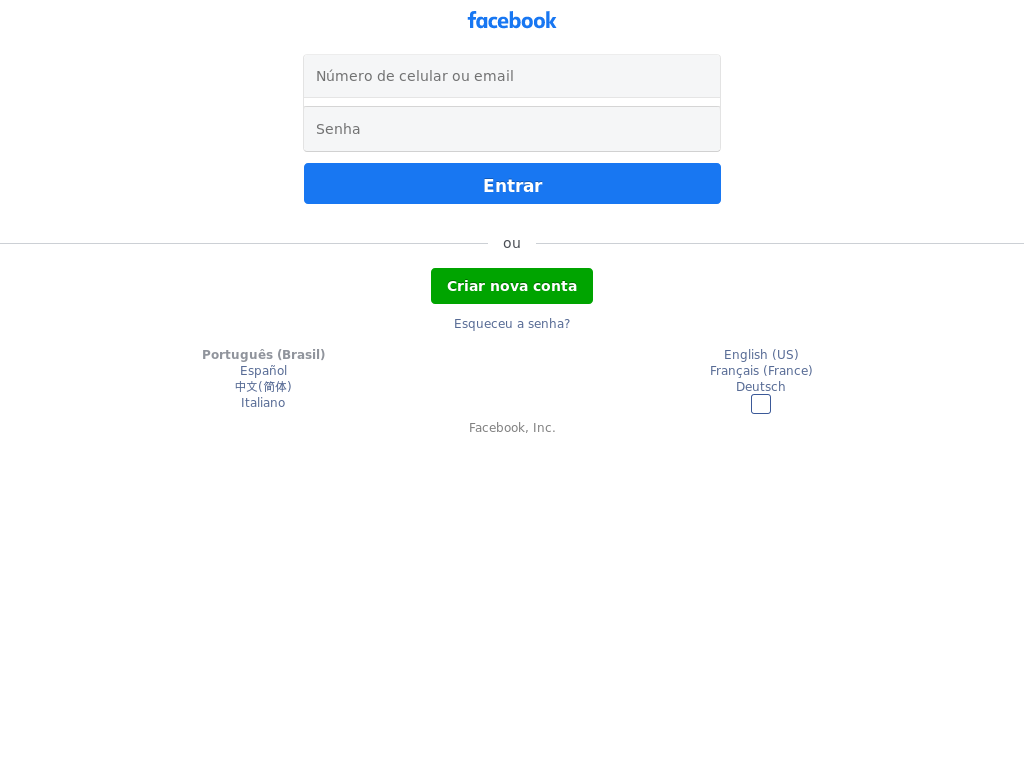 facebook
Número de celular ou email
Senha
Entrar
ou
Criar nova conta
Esqueceu a senha?
Português (Brasil)
Español
中文(简体)
Italiano
English (US)
Français (France)
Deutsch
Facebook, Inc.